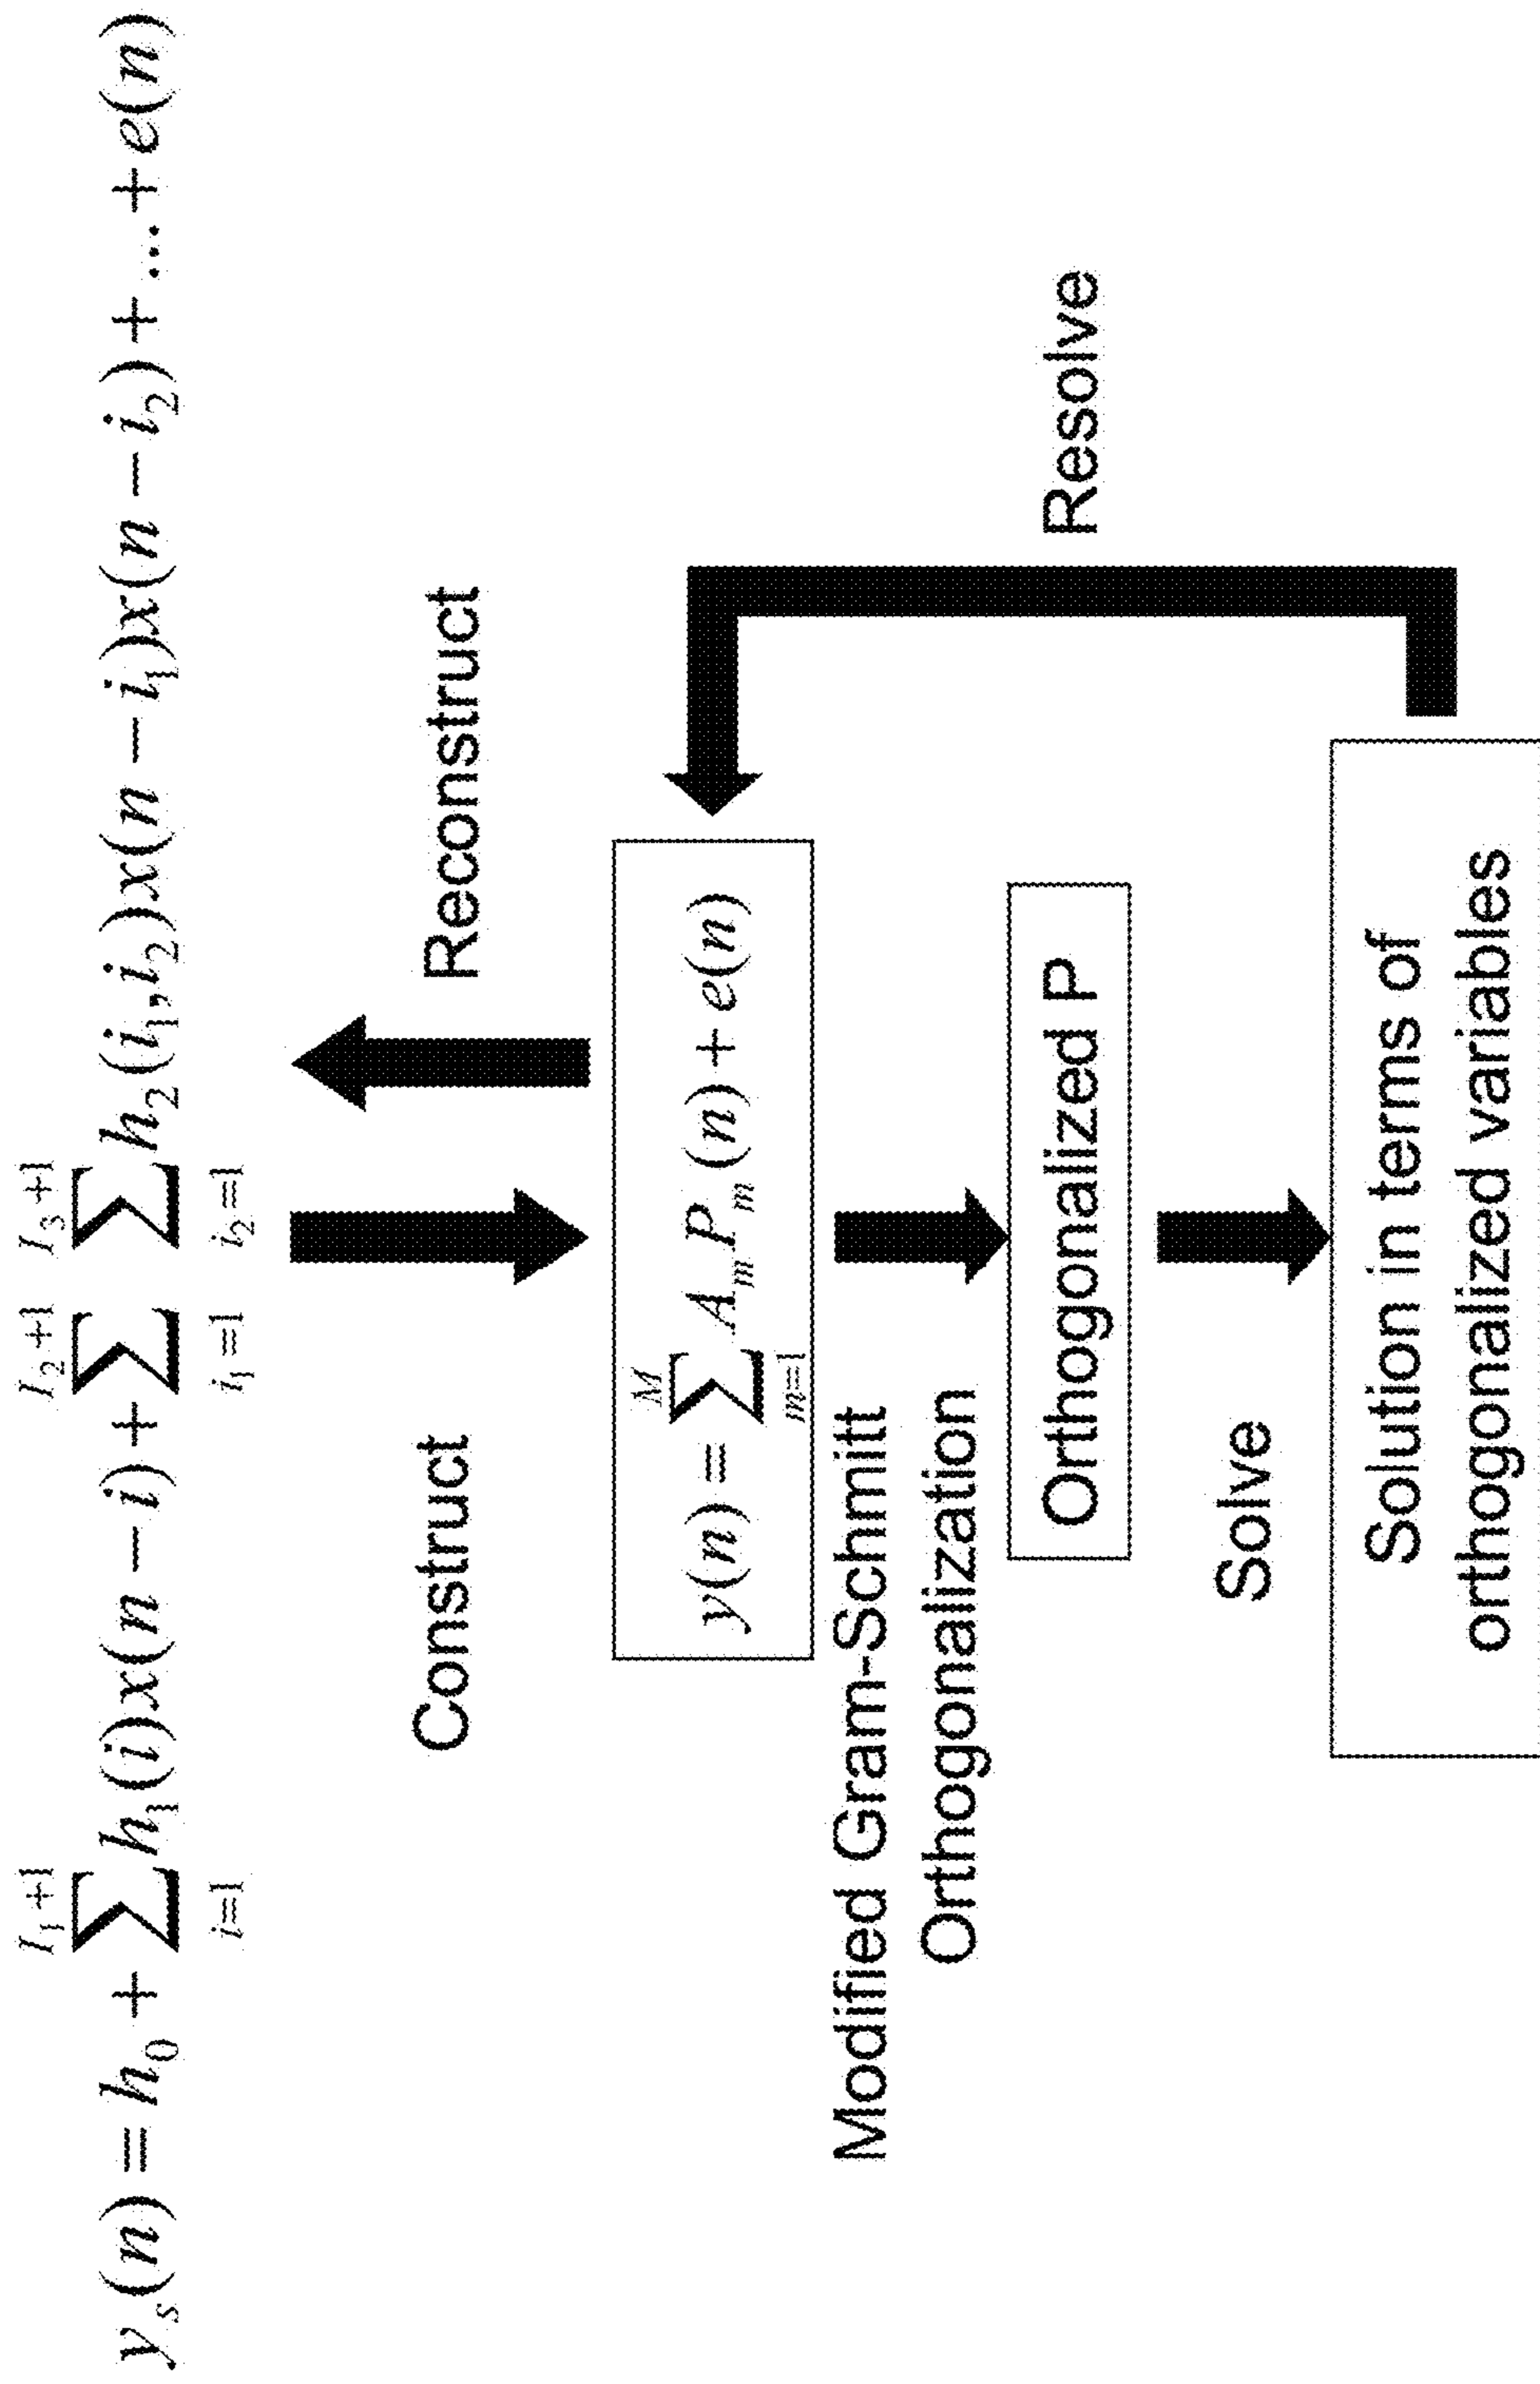 y_s(n) = h_0 + \sum_{i=1}^{I_1+1} h_1(i)x(n−i) + \sum_{i_1=1}^{I_2+1} \sum_{i_2=1}^{I_3+1} h_2(i_1,i_2)x(n−i_1)x(n−i_2)+...+e(n)
Construct
Reconstruct
y(n) = \sum_{m=1}^{M} A_m P_m(n) + e(n)
Modified Gram-Schmitt
Orthogonalization
Orthogonalized P
Resolve
Solve
Solution in terms of
orthogonalized variables